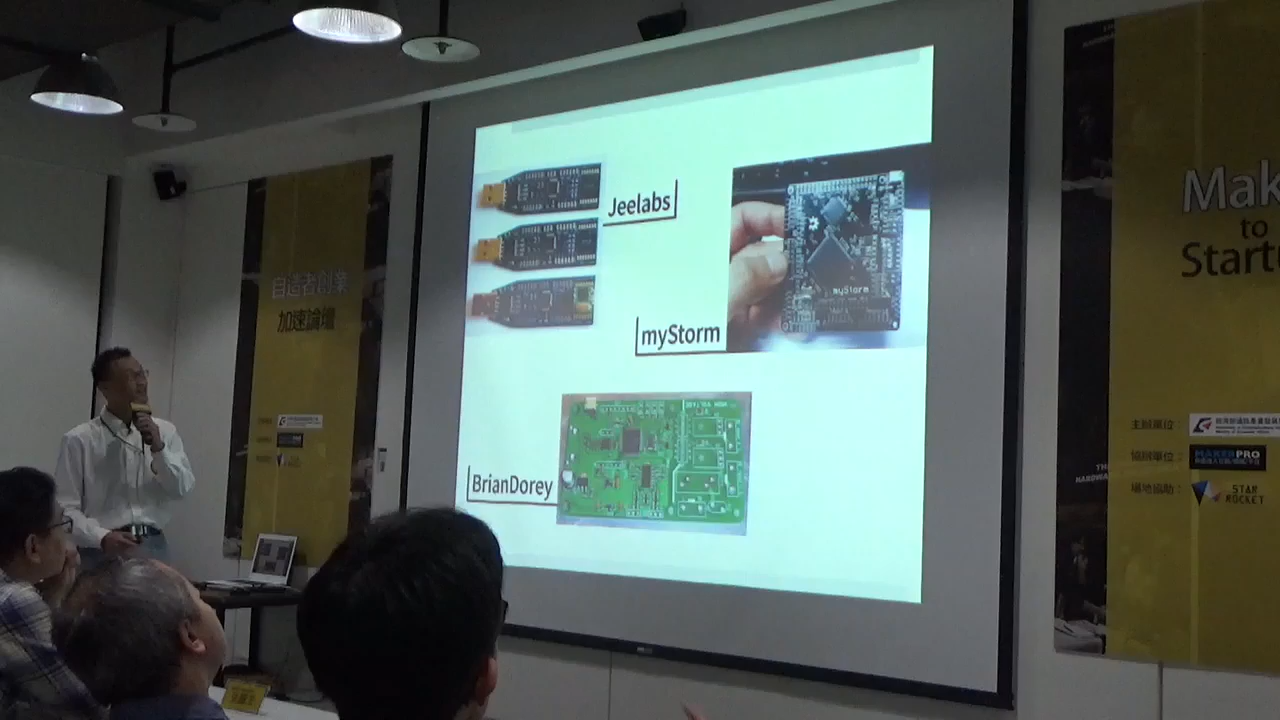 Jeelabs
myStorm
myStorm
BrianDorey
自造者創業
加速論壇
Mak
to
Start
主辦單位：
協辦單位：
MAKERPRO
場地協助：
STAR
ROCKET